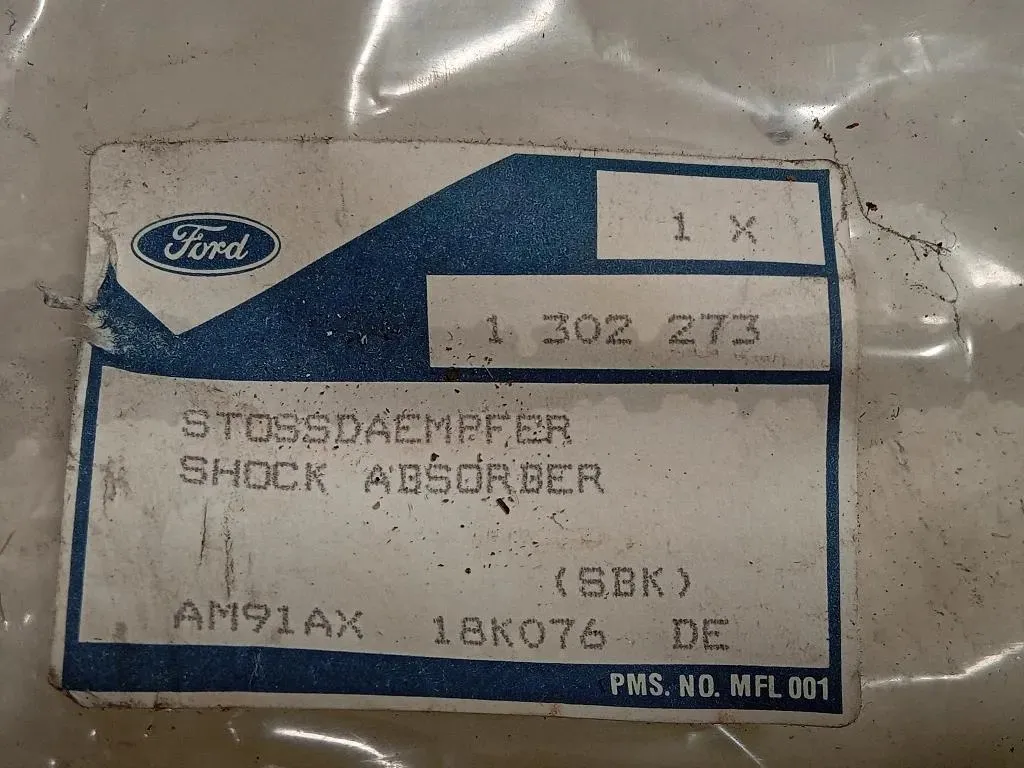 Ford
1 X
1 302 273
STOSSDAEMPFER
SHOCK ABSORBER
(SBK)
AM91AX 18K076 DE
PMS. NO. MFL 001